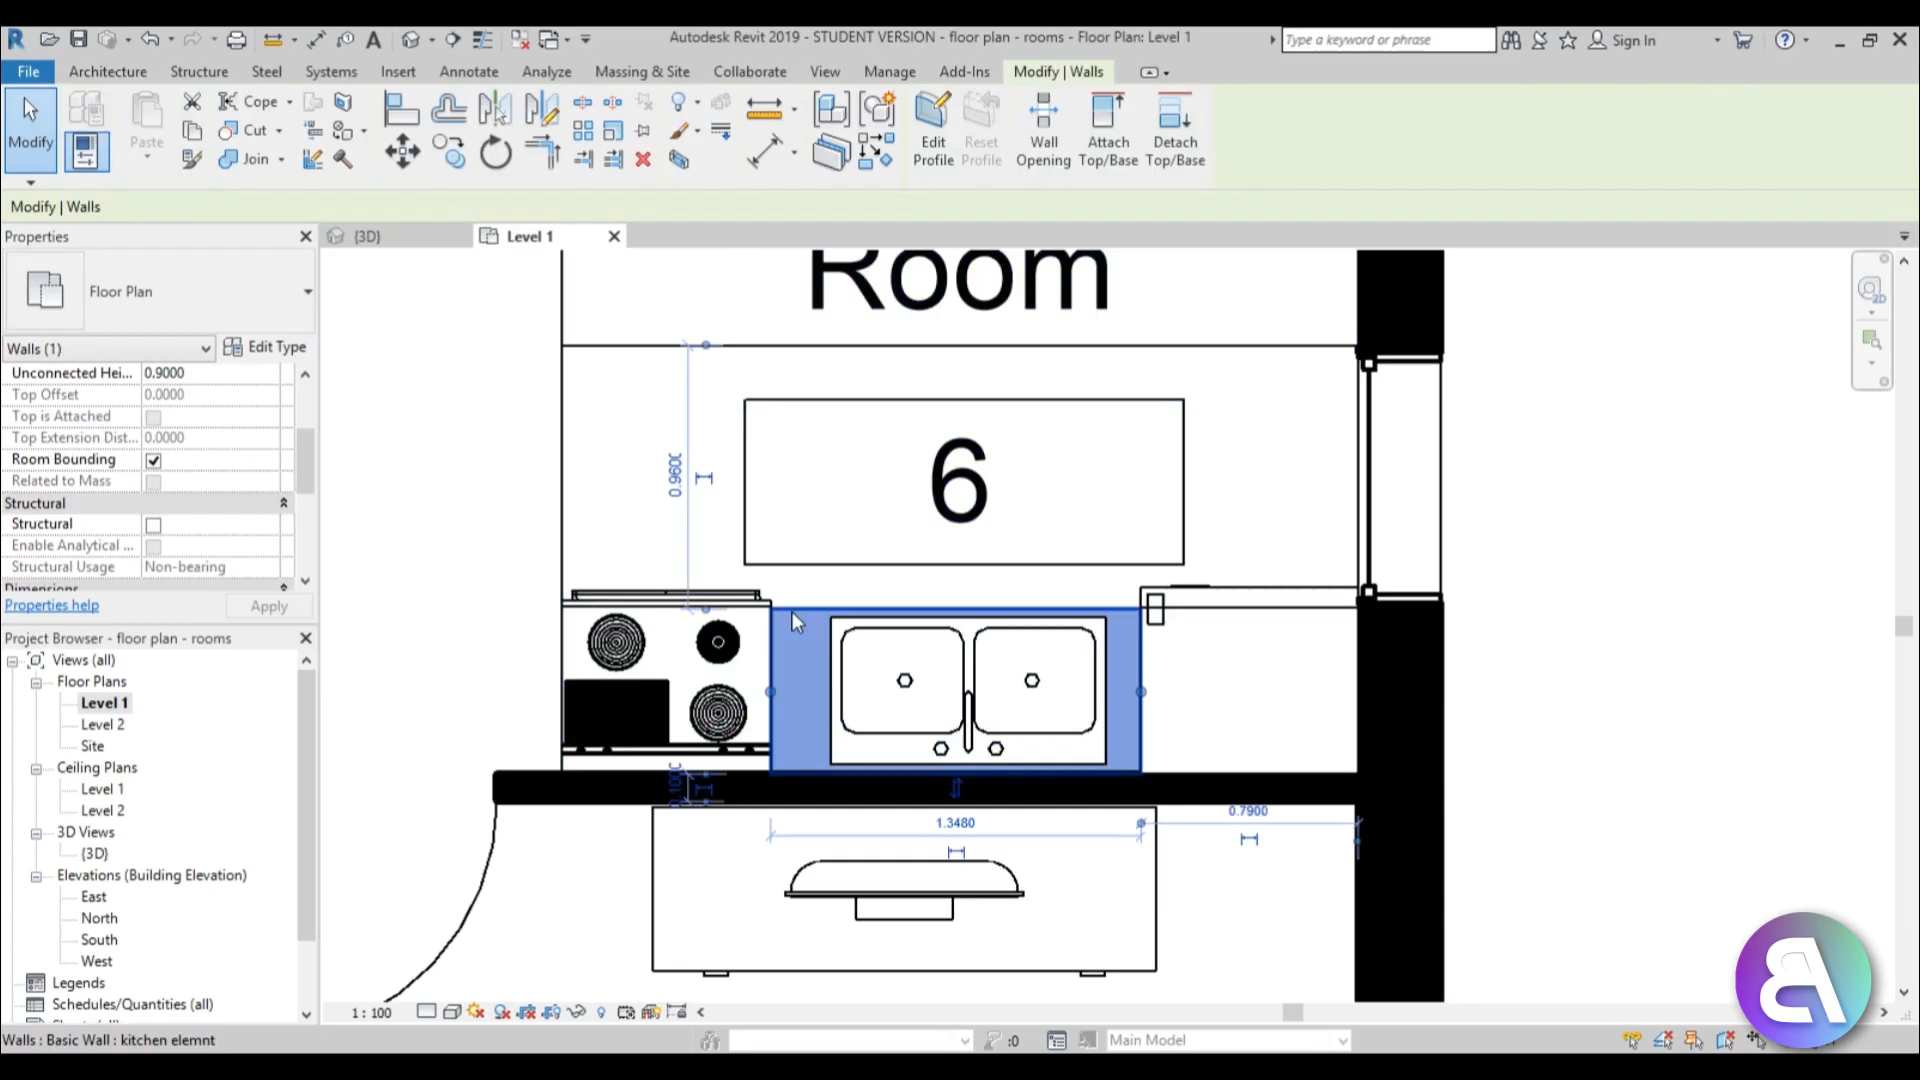 Autodesk Revit 2019 - STUDENT VERSION - floor plan - rooms - Floor Plan: Level 1
Type a keyword or phrase
Sign In
File Architecture Structure Steel Systems Insert Annotate Analyze Massing & Site Collaborate View Manage Add-Ins Modify | Walls
Modify
Paste
Cope
Cut
Join
Edit Profile
Reset Profile
Wall Opening
Attach Top/Base
Detach Top/Base
Modify | Walls
Properties
{3D}
Level 1
Floor Plan
Walls (1)
Edit Type
Unconnected Hei... 0.9000
Top Offset 0.0000
Top is Attached
Top Extension Dist... 0.0000
Room Bounding
Related to Mass
Structural
Structural
Enable Analytical ...
Structural Usage Non-bearing
Dimensions
Properties help
Apply
Project Browser - floor plan - rooms
Views (all)
Floor Plans
Level 1
Level 2
Site
Ceiling Plans
Level 1
Level 2
3D Views
{3D}
Elevations (Building Elevation)
East
North
South
West
Legends
Schedules/Quantities (all)
Room
6
0.9600
0.1000
1.3480
0.7900
2D
1 : 100
Walls : Basic Wall : kitchen elemnt
:0
Main Model